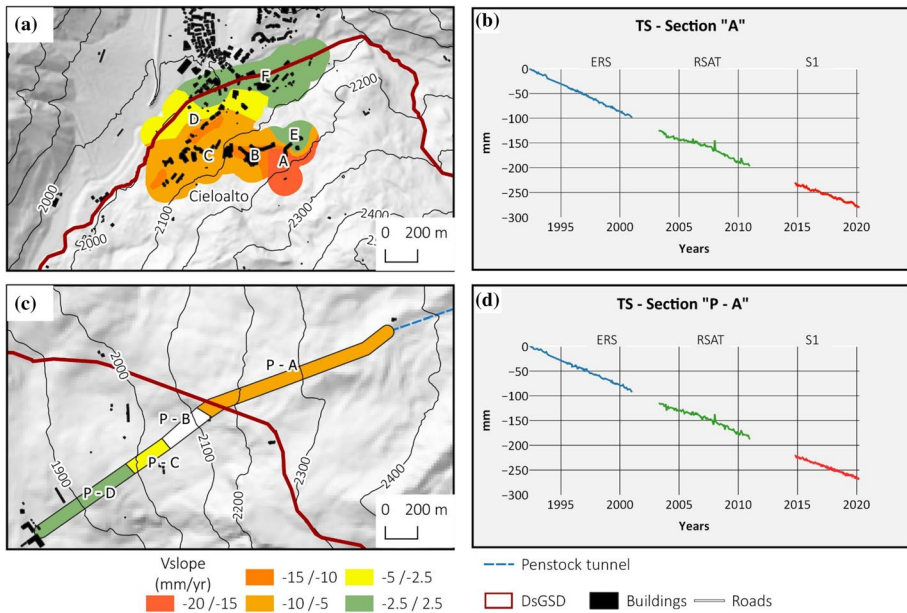 (a)
2200
F
D
E
C
B
A
Cieloalto
2100
2000
2000
2300
2400
0 200 m
(b)
TS - Section "A"
ERS RSAT S1
0
−50
−100
mm
−150
−200
−250
−300
1995 2000 2005 2010 2015 2020
Years
(c)
P - A
2000
P - B
2100
P - C
1900
P - D
2200
2300
2400
0 200 m
(d)
TS - Section "P - A"
ERS RSAT S1
0
−50
−100
mm
−150
−200
−250
−300
1995 2000 2005 2010 2015 2020
Years
Vslope
(mm/yr)
-20 /-15
-15 /-10
-10 /-5
-5 /-2.5
-2.5 / 2.5
Penstock tunnel
DsGSD
Buildings
Roads